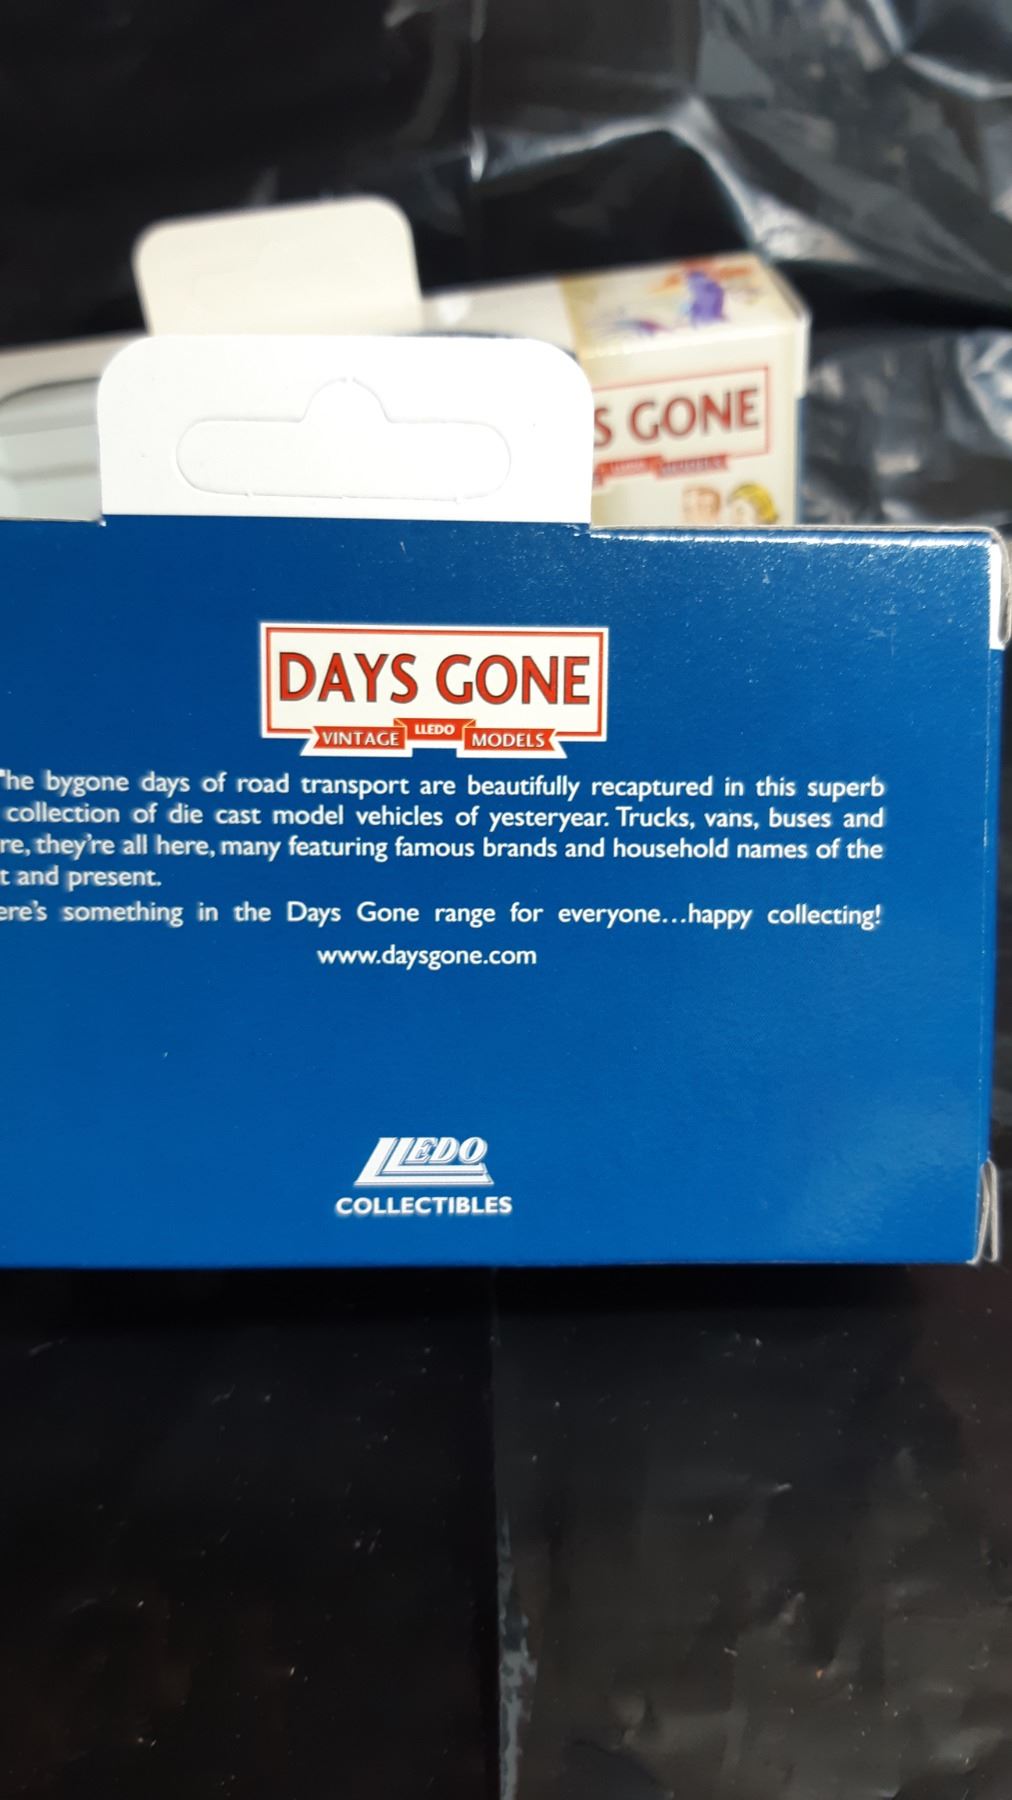 S GONE
DAYS GONE
VINTAGE LLEDO MODELS
he bygone days of road transport are beautifully recaptured in this superb
collection of die cast model vehicles of yesteryear. Trucks, vans, buses and
re, they're all here, many featuring famous brands and household names of the
t and present.
ere's something in the Days Gone range for everyone...happy collecting!
www.daysgone.com
LLEDO
COLLECTIBLES